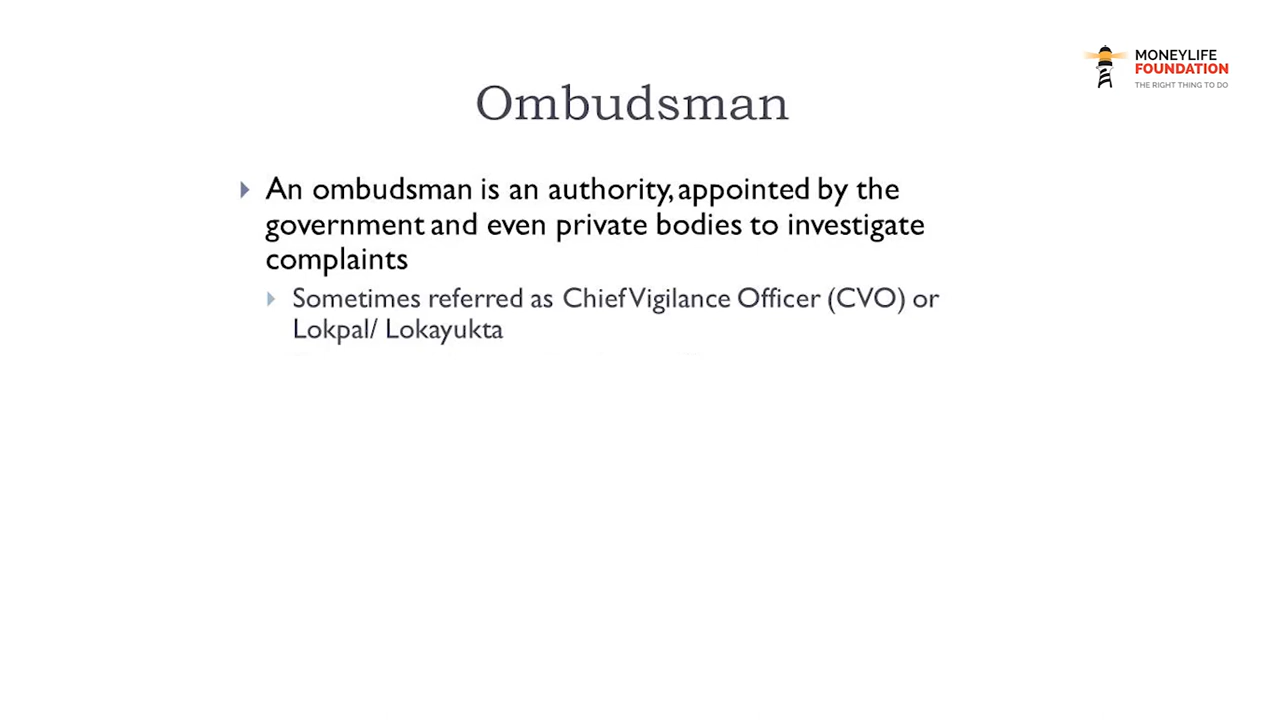 MONEYLIFE
FOUNDATION
THE RIGHT THING TO DO
Ombudsman
An ombudsman is an authority, appointed by the
government and even private bodies to investigate
complaints
Sometimes referred as Chief Vigilance Officer (CVO) or
Lokpal/ Lokayukta